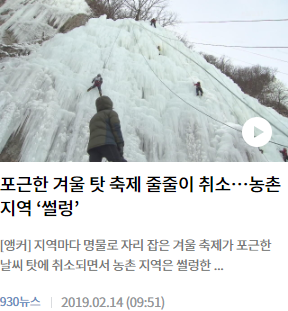 포근한 겨울 탓 축제 줄줄이 취소…농촌
지역 ‘썰렁’
[앵커] 지역마다 명물로 자리 잡은 겨울 축제가 포근한
날씨 탓에 취소되면서 농촌 지역은 썰렁한 ...
930뉴스 | 2019.02.14 (09:51)